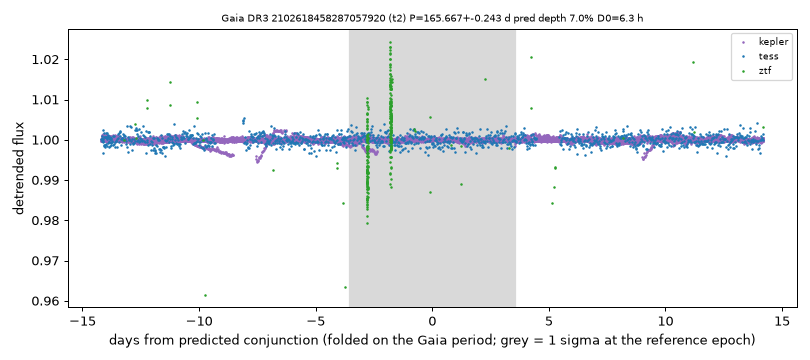 Gaia DR3 2102618458287057920 (t2) P=165.667+-0.243 d pred depth 7.0% D0=6.3 h
kepler
tess
ztf
1.02
1.01
1.00
0.99
0.98
0.97
0.96
detrended flux
−15 −10 −5 0 5 10 15
days from predicted conjunction (folded on the Gaia period; grey = 1 sigma at the reference epoch)